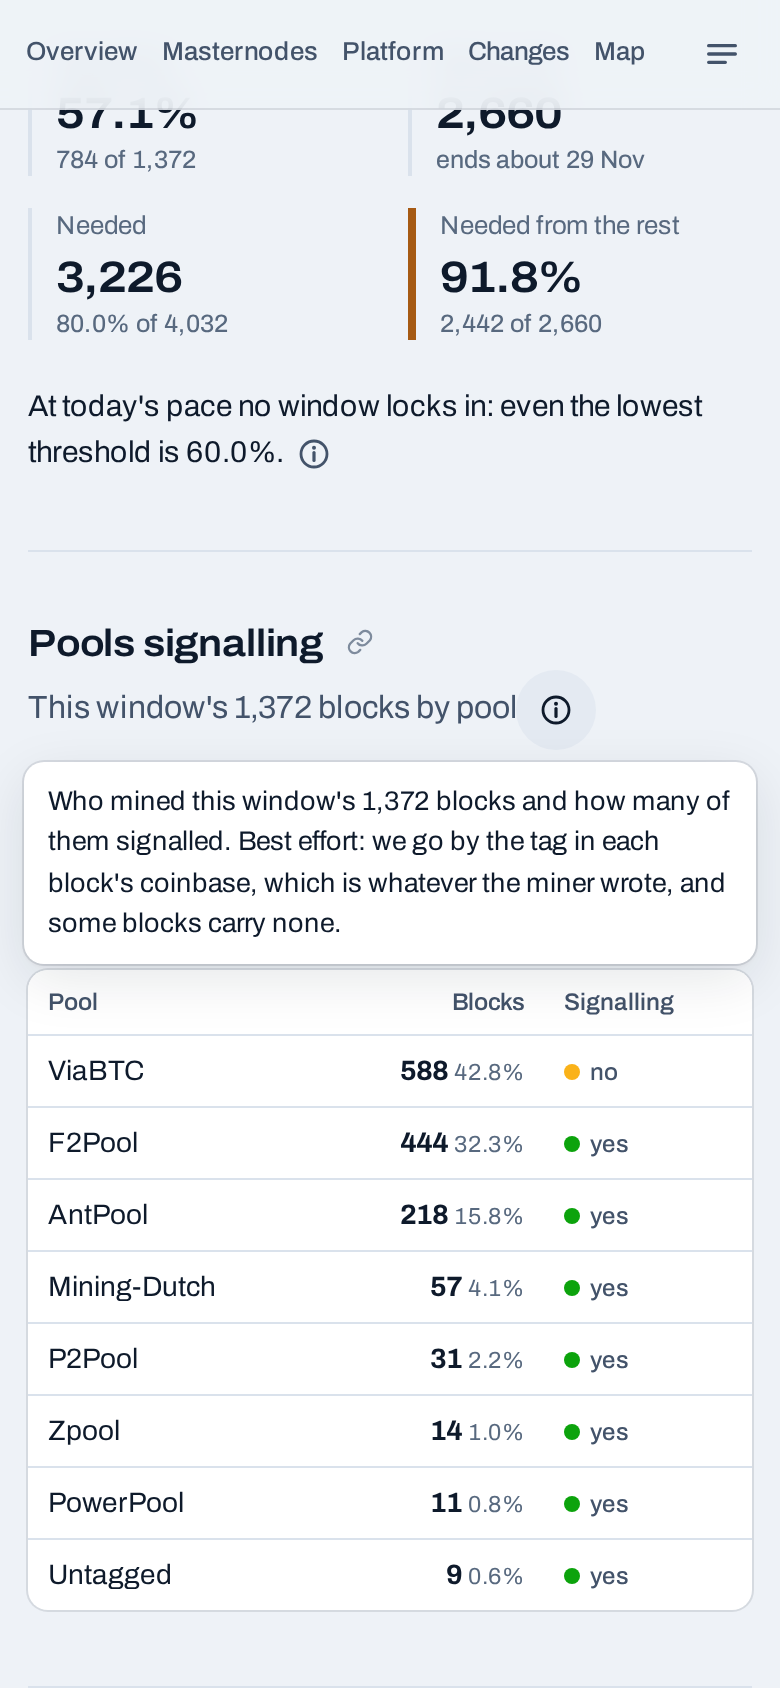 Overview Masternodes Platform Changes Map
57.1%
784 of 1,372
2,660
ends about 29 Nov
Needed
3,226
80.0% of 4,032
Needed from the rest
91.8%
2,442 of 2,660
At today's pace no window locks in: even the lowest
threshold is 60.0%.
Pools signalling
This window's 1,372 blocks by pool
Who mined this window's 1,372 blocks and how many of
them signalled. Best effort: we go by the tag in each
block's coinbase, which is whatever the miner wrote, and
some blocks carry none.
Pool Blocks Signalling
ViaBTC 588 42.8% no
F2Pool 444 32.3% yes
AntPool 218 15.8% yes
Mining-Dutch 57 4.1% yes
P2Pool 31 2.2% yes
Zpool 14 1.0% yes
PowerPool 11 0.8% yes
Untagged 9 0.6% yes